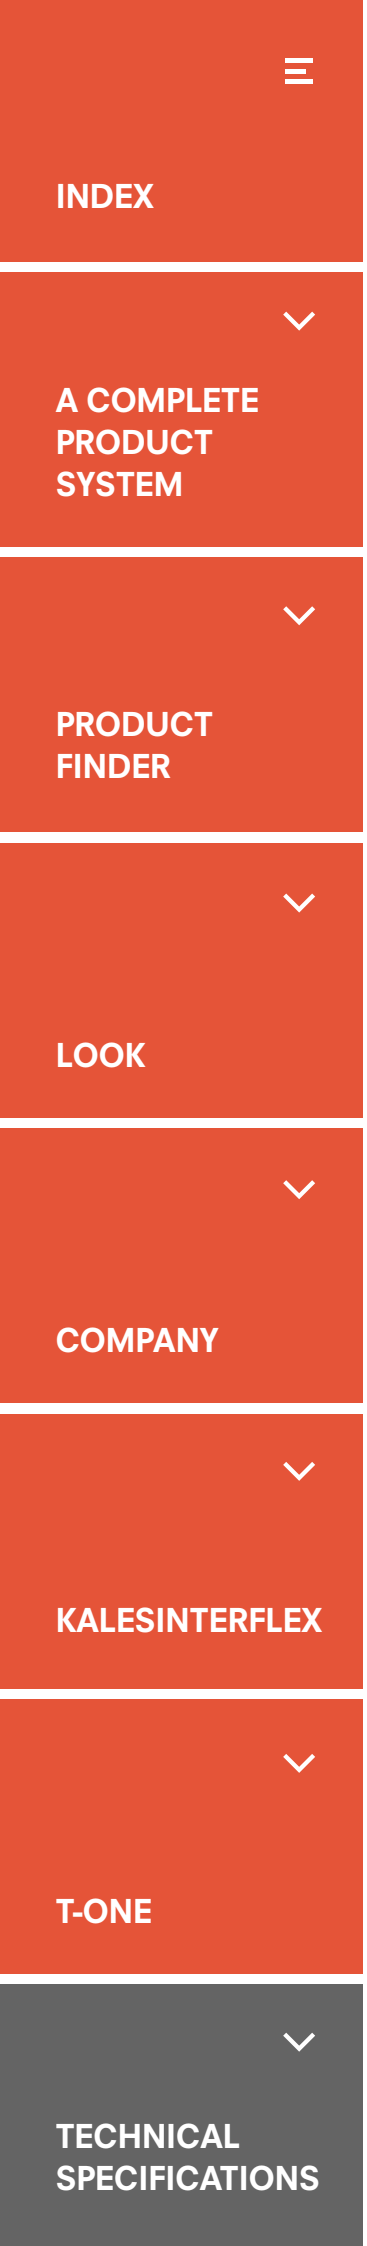 INDEX
A COMPLETE
PRODUCT
SYSTEM
PRODUCT
FINDER
LOOK
COMPANY
KALESINTERFLEX
T-ONE
TECHNICAL
SPECIFICATIONS